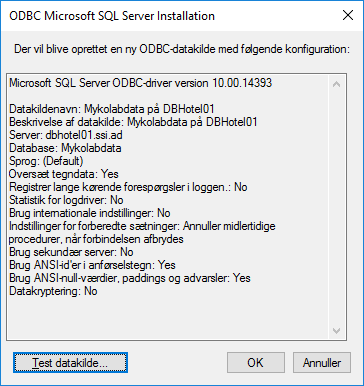 ODBC Microsoft SQL Server Installation
Der vil blive oprettet en ny ODBC-datakilde med følgende konfiguration:
Microsoft SQL Server ODBC-driver version 10.00.14393
Datakildenavn: Mykolabdata på DBHotel01
Beskrivelse af datakilde: Mykolabdata på DBHotel01
Server: dbhotel01.ssi.ad
Database: Mykolabdata
Sprog: (Default)
Oversæt tegndata: Yes
Registrer lange kørende forespørgsler i loggen.: No
Statistik for logdriver: No
Brug internationale indstillinger: No
Indstillinger for forberedte sætninger: Annuller midlertidige
procedurer, når forbindelsen afbrydes
Brug sekundær server: No
Brug ANSI-id'er i anførselstegn: Yes
Brug ANSI-null-værdier, paddings og advarsler: Yes
Datakryptering: No
Test datakilde...
OK
Annuller